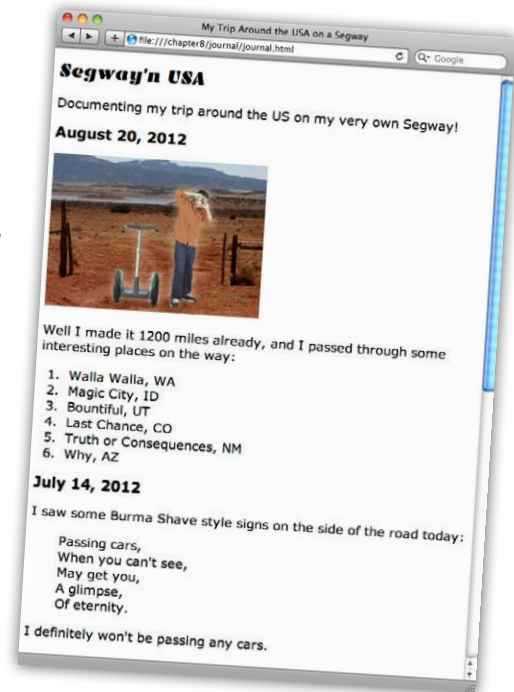 My Trip Around the USA on a Segway
file:///chapter8/journal/journal.html
Google
Segway'n USA
Documenting my trip around the US on my very own Segway!
August 20, 2012
Well I made it 1200 miles already, and I passed through some
interesting places on the way:
1. Walla Walla, WA
2. Magic City, ID
3. Bountiful, UT
4. Last Chance, CO
5. Truth or Consequences, NM
6. Why, AZ
July 14, 2012
I saw some Burma Shave style signs on the side of the road today:
Passing cars,
When you can't see,
May get you,
A glimpse,
Of eternity.
I definitely won't be passing any cars.